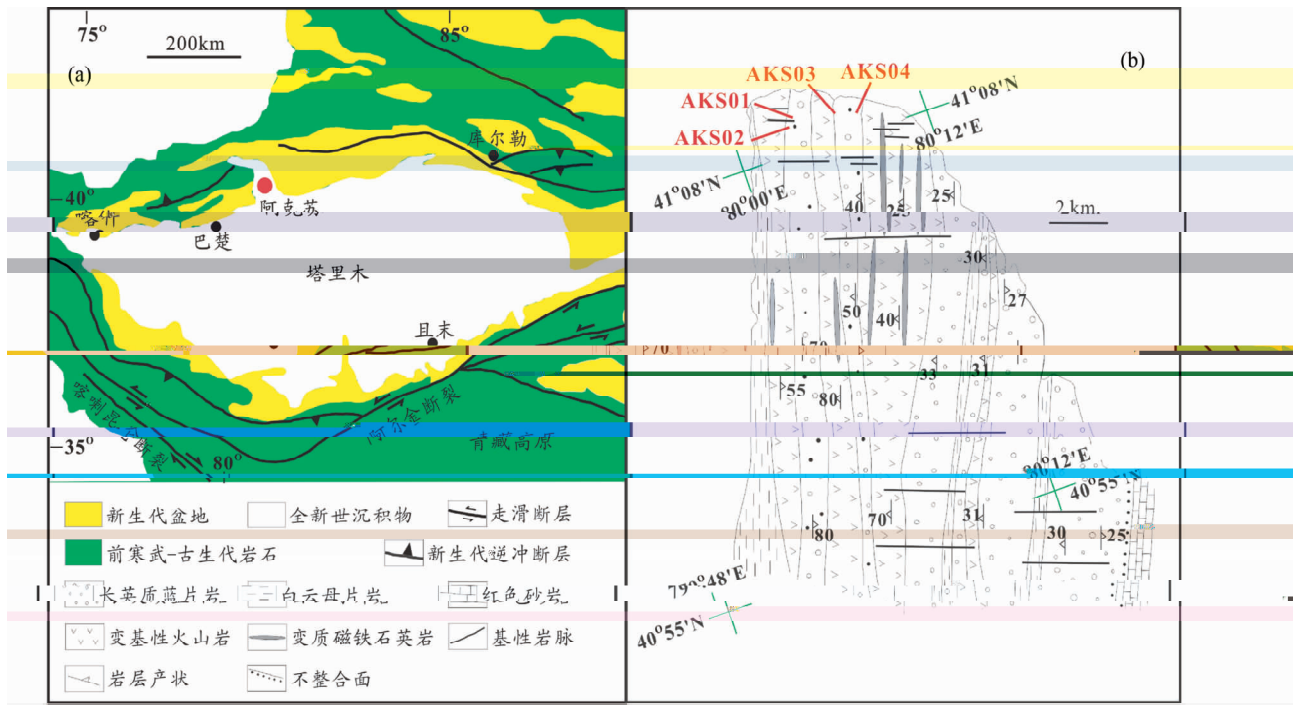 75°
85°
200km
(a)
库尔勒
40°
阿克苏
喀什
巴楚
塔里木
且末
喀喇昆仑断裂
阿尔金断裂
青藏高原
35°
80°
新生代盆地
全新世沉积物
走滑断层
前寒武-古生代岩石
新生代逆冲断层
长英质蓝片岩
白云母片岩
红色砂岩
变基性火山岩
变质磁铁石英岩
基性岩脉
岩层产状
不整合面
(b)
AKS03
AKS04
AKS01
AKS02
41°08'N
80°12'E
41°08'N
80°00'E
40
25
25
2 km
30
27
50
40
70
70
33
31
55
80
80°12'E
40°55'N
70
31
80
30
25
79°48'E
40°55'N